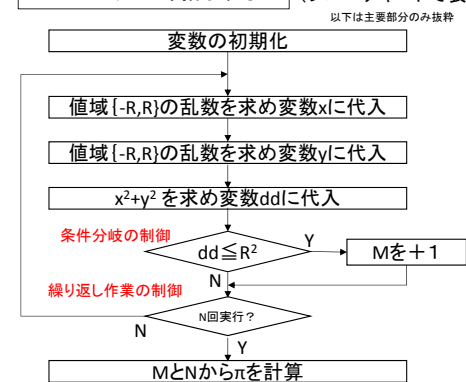 以下は主要部分のみ抜粋
変数の初期化
値域{-R,R}の乱数を求め変数xに代入
値域{-R,R}の乱数を求め変数yに代入
x²+y² を求め変数ddに代入
条件分岐の制御
dd≦R²
Y
Mを＋1
N
繰り返し作業の制御
N回実行？
N
Y
MとNからπを計算